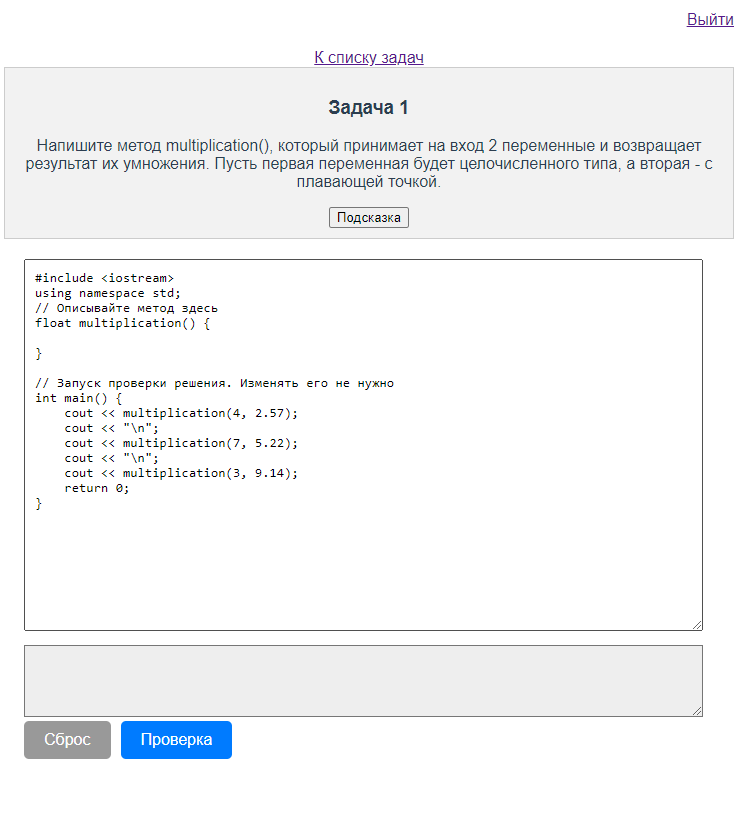 Выйти
К списку задач
Задача 1
Напишите метод multiplication(), который принимает на вход 2 переменные и возвращает
результат их умножения. Пусть первая переменная будет целочисленного типа, а вторая - с
плавающей точкой.
Подсказка
#include <iostream>
using namespace std;
// Описывайте метод здесь
float multiplication() {
}
// Запуск проверки решения. Изменять его не нужно
int main() {
    cout << multiplication(4, 2.57);
    cout << "\n";
    cout << multiplication(7, 5.22);
    cout << "\n";
    cout << multiplication(3, 9.14);
    return 0;
}
Сброс Проверка